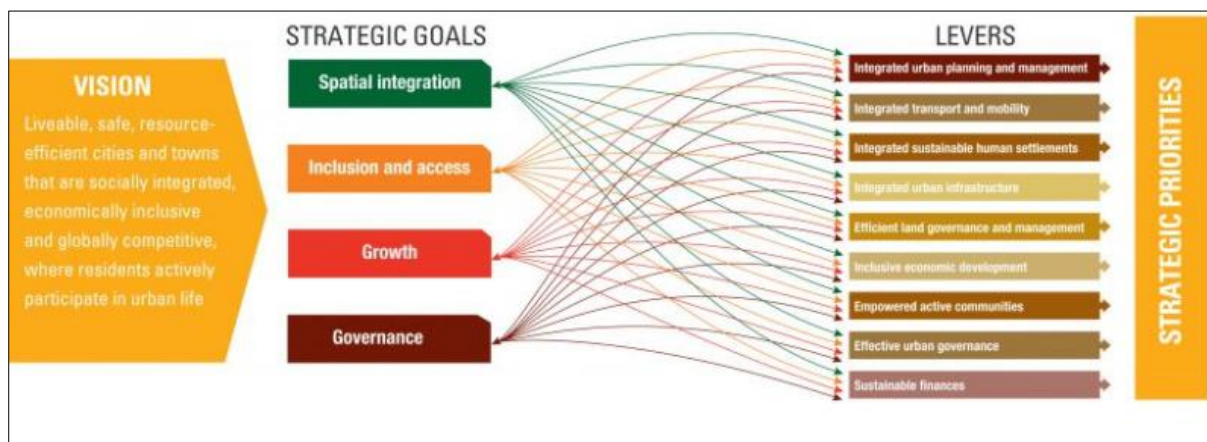 VISION
Liveable, safe, resource-
efficient cities and towns
that are socially integrated,
economically inclusive
and globally competitive,
where residents actively
participate in urban life
STRATEGIC GOALS
Spatial integration
Inclusion and access
Growth
Governance
LEVERS
Integrated urban planning and management
Integrated transport and mobility
Integrated sustainable human settlements
Integrated urban infrastructure
Efficient land governance and management
Inclusive economic development
Empowered active communities
Effective urban governance
Sustainable finances
STRATEGIC PRIORITIES